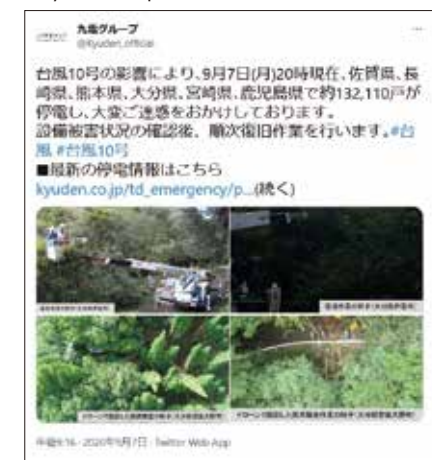 九電グループ
@Kyuden_official
台風10号の影響により、9月7日(月)20時現在、佐賀県、長
崎県、熊本県、大分県、宮崎県、鹿児島県で約132,110戸が
停電し、大変ご迷惑をおかけしております。
設備被害状況の確認後、順次復旧作業を行います。#台
風 #台風10号
■最新の停電情報はこちら
kyuden.co.jp/td_emergency/p...(続く)
2020年9月7日 · Twitter Web App